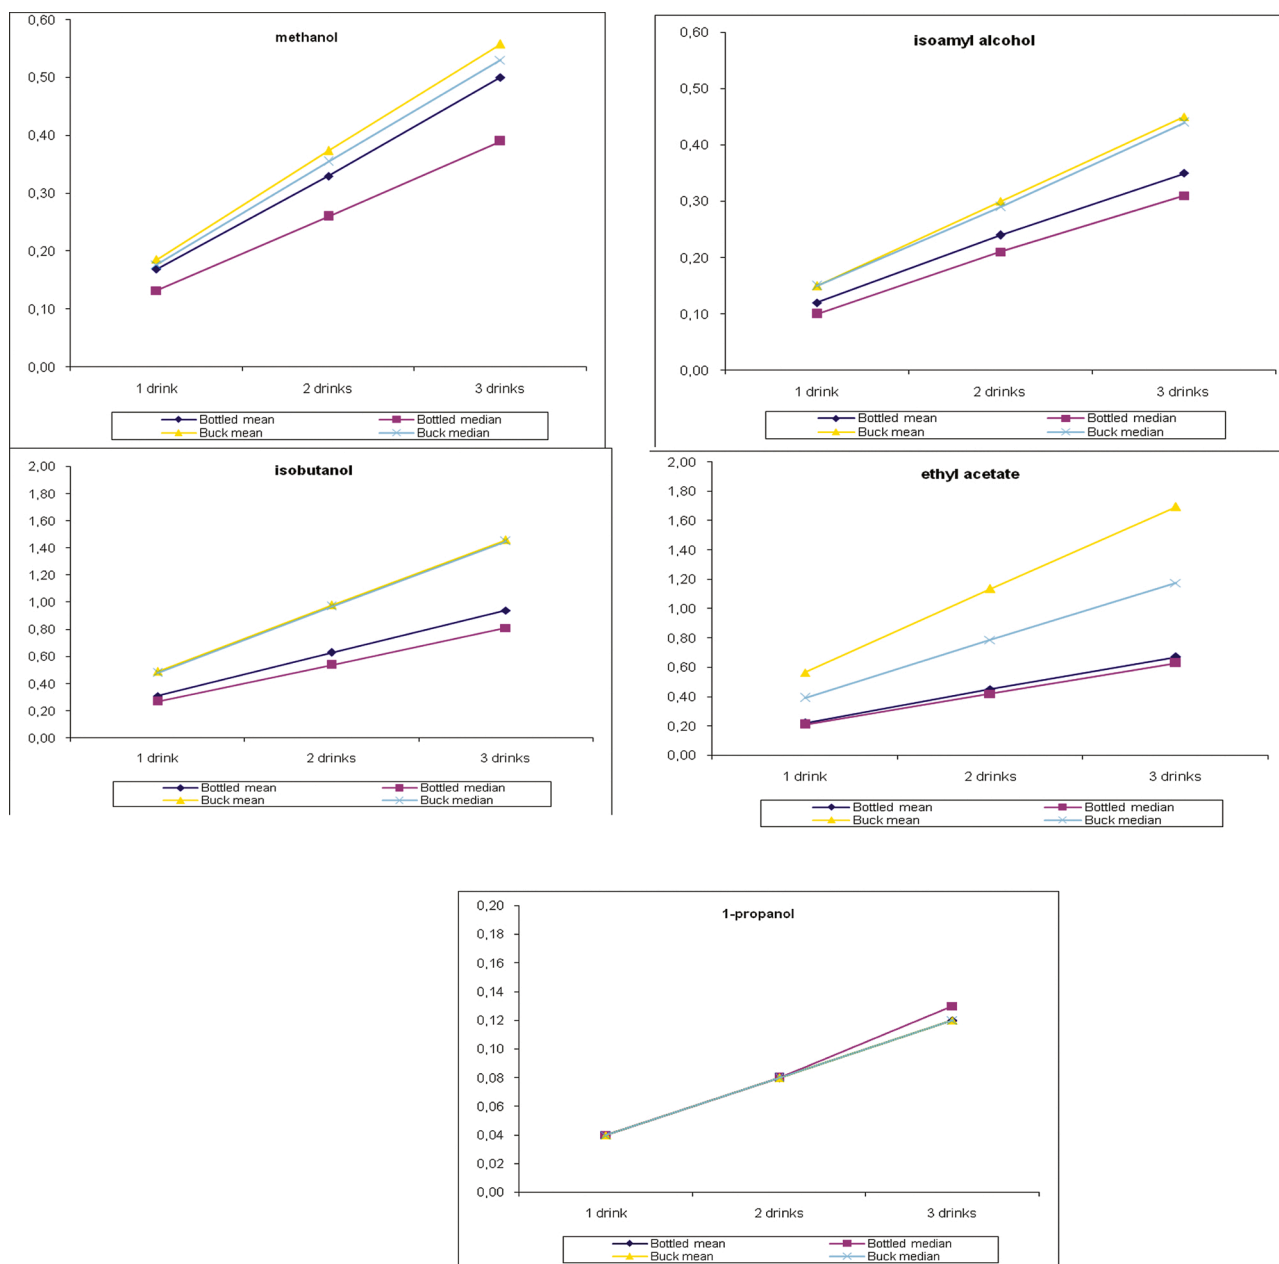 methanol
0,60
0,50
0,40
0,30
0,20
0,10
0,00
1 drink 2 drinks 3 drinks
Bottled mean Bottled median
Buck mean Buck median
isoamyl alcohol
0,60
0,50
0,40
0,30
0,20
0,10
0,00
1 drink 2 drinks 3 drinks
Bottled mean Bottled median
Buck mean Buck median
isobutanol
2,00
1,80
1,60
1,40
1,20
1,00
0,80
0,60
0,40
0,20
0,00
1 drink 2 drinks 3 drinks
Bottled mean Bottled median
Buck mean Buck median
ethyl acetate
2,00
1,80
1,60
1,40
1,20
1,00
0,80
0,60
0,40
0,20
0,00
1 drink 2 drinks 3 drinks
Bottled mean Bottled median
Buck mean Buck median
1-propanol
0,20
0,18
0,16
0,14
0,12
0,10
0,08
0,06
0,04
0,02
0,00
1 drink 2 drinks 3 drinks
Bottled mean Bottled median
Buck mean Buck median